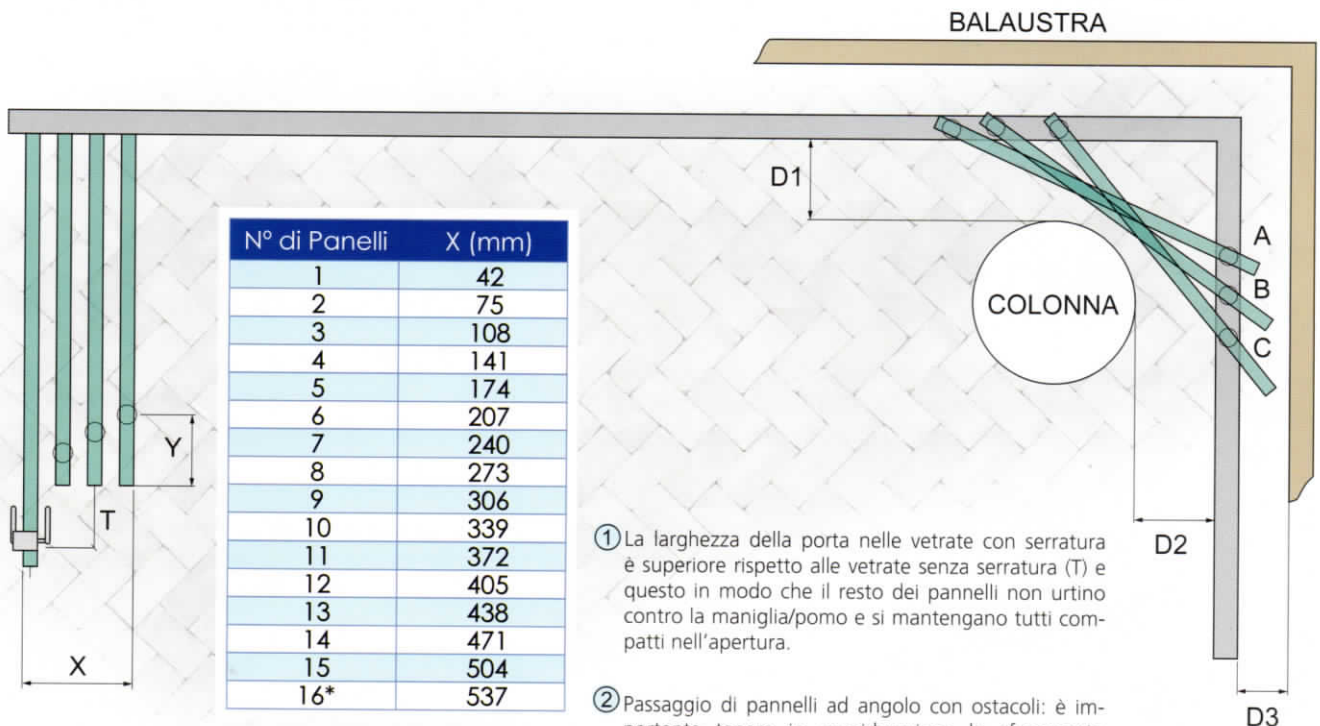 BALAUSTRA
D1
A
B
C
COLONNA
N° di Panelli X (mm)
1 42
2 75
3 108
4 141
5 174
6 207
7 240
8 273
9 306
10 339
11 372
12 405
13 438
14 471
15 504
16* 537
Y
T
X
D2
D3
① La larghezza della porta nelle vetrate con serratura
è superiore rispetto alle vetrate senza serratura (T) e
questo in modo che il resto dei pannelli non urtino
contro la maniglia/pomo e si mantengano tutti com-
patti nell'apertura.
② Passaggio di pannelli ad angolo con ostacoli: è im-